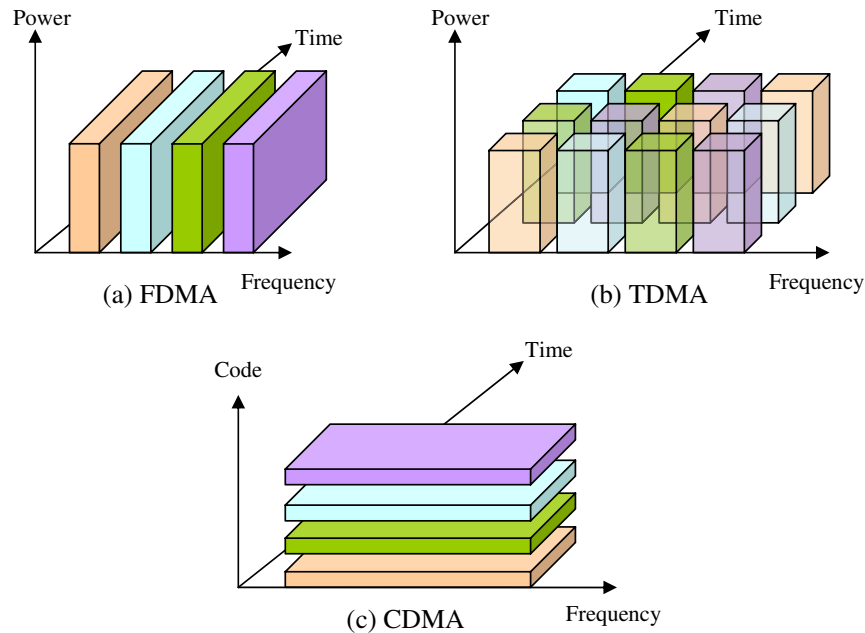 Power
Time
Frequency
(a) FDMA
Power
Time
Frequency
(b) TDMA
Code
Time
Frequency
(c) CDMA